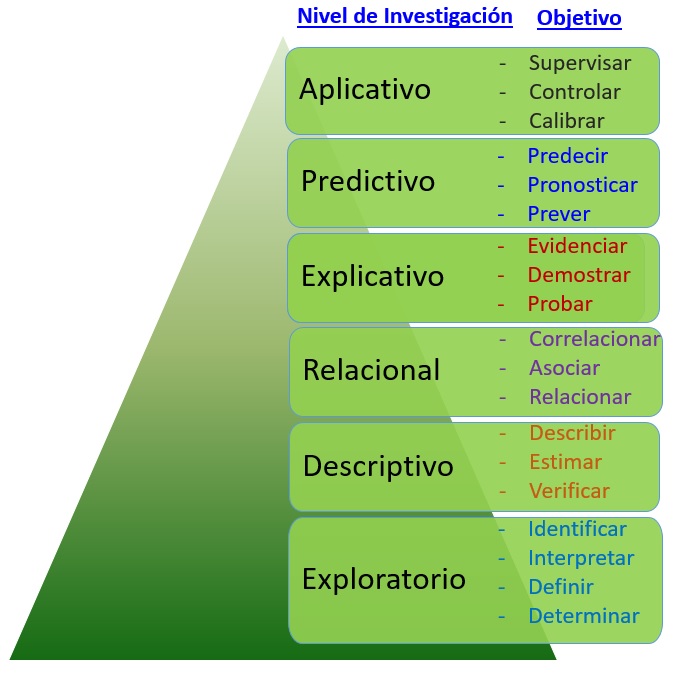 Nivel de Investigación Objetivo
Aplicativo
- Supervisar
- Controlar
- Calibrar
Predictivo
- Predecir
- Pronosticar
- Prever
Explicativo
- Evidenciar
- Demostrar
- Probar
Relacional
- Correlacionar
- Asociar
- Relacionar
Descriptivo
- Describir
- Estimar
- Verificar
Exploratorio
- Identificar
- Interpretar
- Definir
- Determinar